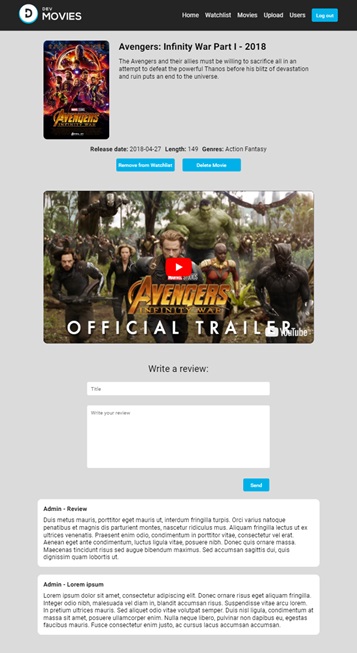 DEV
MOVIES
Home Watchlist Movies Upload Users Log out
Avengers: Infinity War Part I - 2018
The Avengers and their allies must be willing to sacrifice all in an
attempt to defeat the powerful Thanos before his blitz of devastation
and ruin puts an end to the universe.
AVENGERS
INFINITY WAR
Release date: 2018-04-27 Length: 149 Genres: Action Fantasy
Remove from Watchlist Delete Movie
MARVEL STUDIOS
AVENGERS
INFINITY WAR
OFFICIAL TRAILER
YouTube
Write a review:
Title
Write your review
Send
Admin - Review
Duis metus mauris, porttitor eget mauris ut, interdum fringilla turpis. Orci varius natoque
penatibus et magnis dis parturient montes, nascetur ridiculus mus. Aliquam fringilla lectus ut ex
ultrices venenatis. Praesent enim odio, condimentum in porttitor vitae, consectetur vel erat.
Aenean eget ante condimentum, luctus ligula vitae, posuere nibh. Donec quis ornare massa.
Maecenas tincidunt risus sed augue bibendum maximus. Sed accumsan sagittis dui, quis
dignissim quam lobortis ut.
Admin - Lorem ipsum
Lorem ipsum dolor sit amet, consectetur adipiscing elit. Donec ornare risus eget aliquam fringilla.
Integer odio nibh, malesuada vel diam in, blandit accumsan risus. Suspendisse vitae arcu lorem.
In pretium ultrices mauris. Sed aliquet odio vitae volutpat semper. Duis nisl ligula, condimentum at
massa sit amet, posuere ullamcorper enim. Nulla neque libero, pulvinar non dapibus eu, egestas
faucibus mauris. Fusce consectetur enim justo, ac cursus lacus accumsan accumsan.